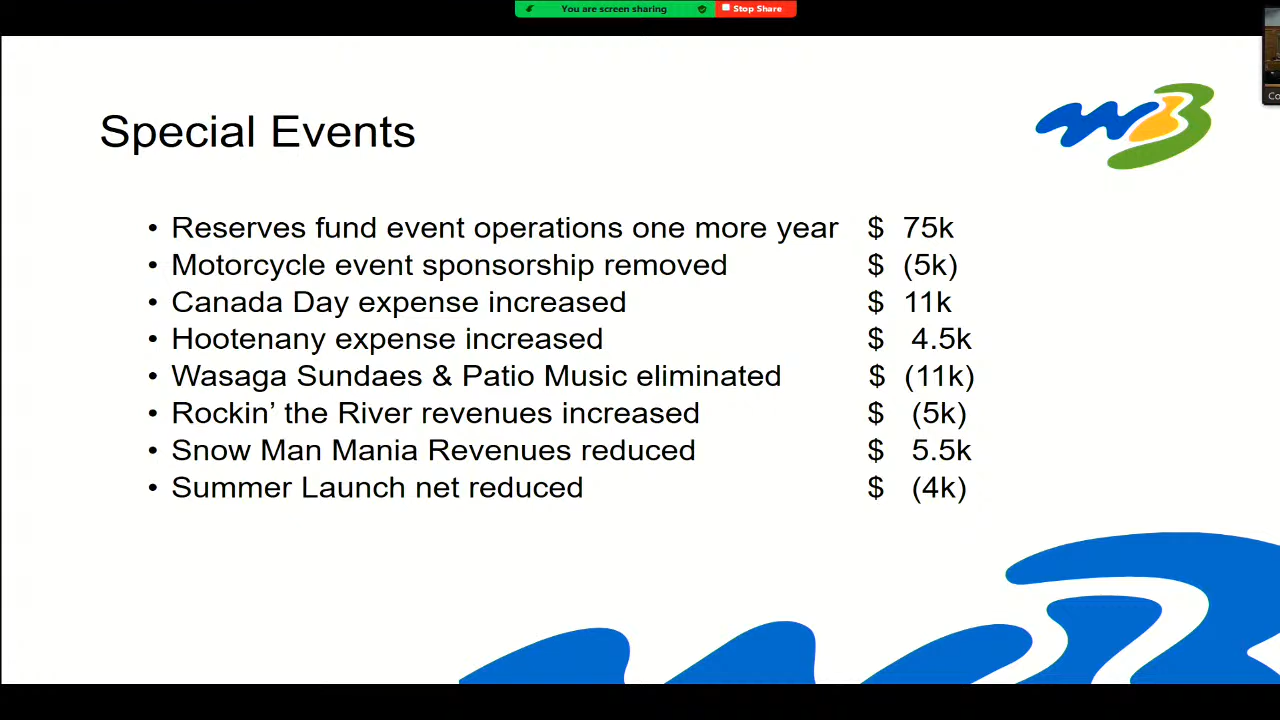 You are screen sharing
Stop Share
Special Events
• Reserves fund event operations one more year $ 75k
• Motorcycle event sponsorship removed $ (5k)
• Canada Day expense increased $ 11k
• Hootenany expense increased $ 4.5k
• Wasaga Sundaes & Patio Music eliminated $ (11k)
• Rockin’ the River revenues increased $ (5k)
• Snow Man Mania Revenues reduced $ 5.5k
• Summer Launch net reduced $ (4k)